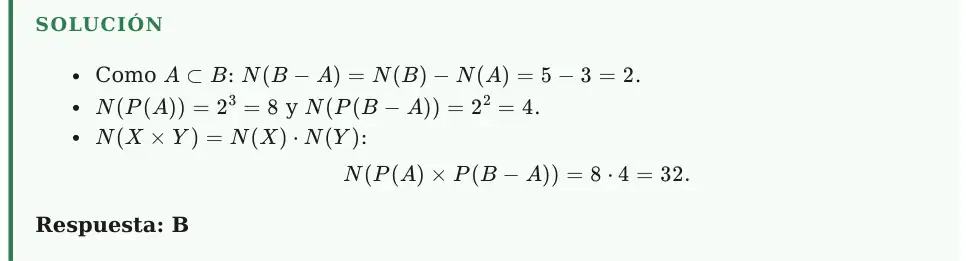 SOLUCIÓN
• Como A ⊂ B: N(B − A) = N(B) − N(A) = 5 − 3 = 2.
• N(P(A)) = 2³ = 8 y N(P(B − A)) = 2² = 4.
• N(X × Y) = N(X) · N(Y):
N(P(A) × P(B − A)) = 8 · 4 = 32.
Respuesta: B